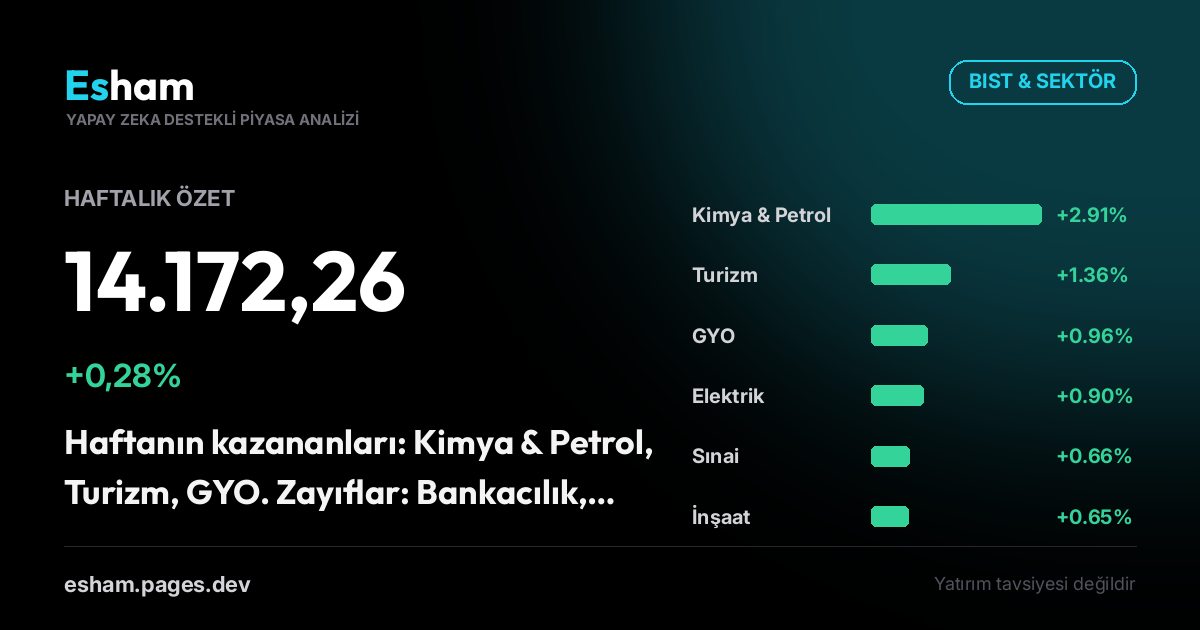 Esham
YAPAY ZEKA DESTEKLİ PİYASA ANALİZİ
BIST & SEKTÖR
HAFTALIK ÖZET
14.172,26
+0,28%
Haftanın kazananları: Kimya & Petrol,
Turizm, GYO. Zayıflar: Bankacılık,...
Kimya & Petrol +2.91%
Turizm +1.36%
GYO +0.96%
Elektrik +0.90%
Sınai +0.66%
İnşaat +0.65%
esham.pages.dev
Yatırım tavsiyesi değildir